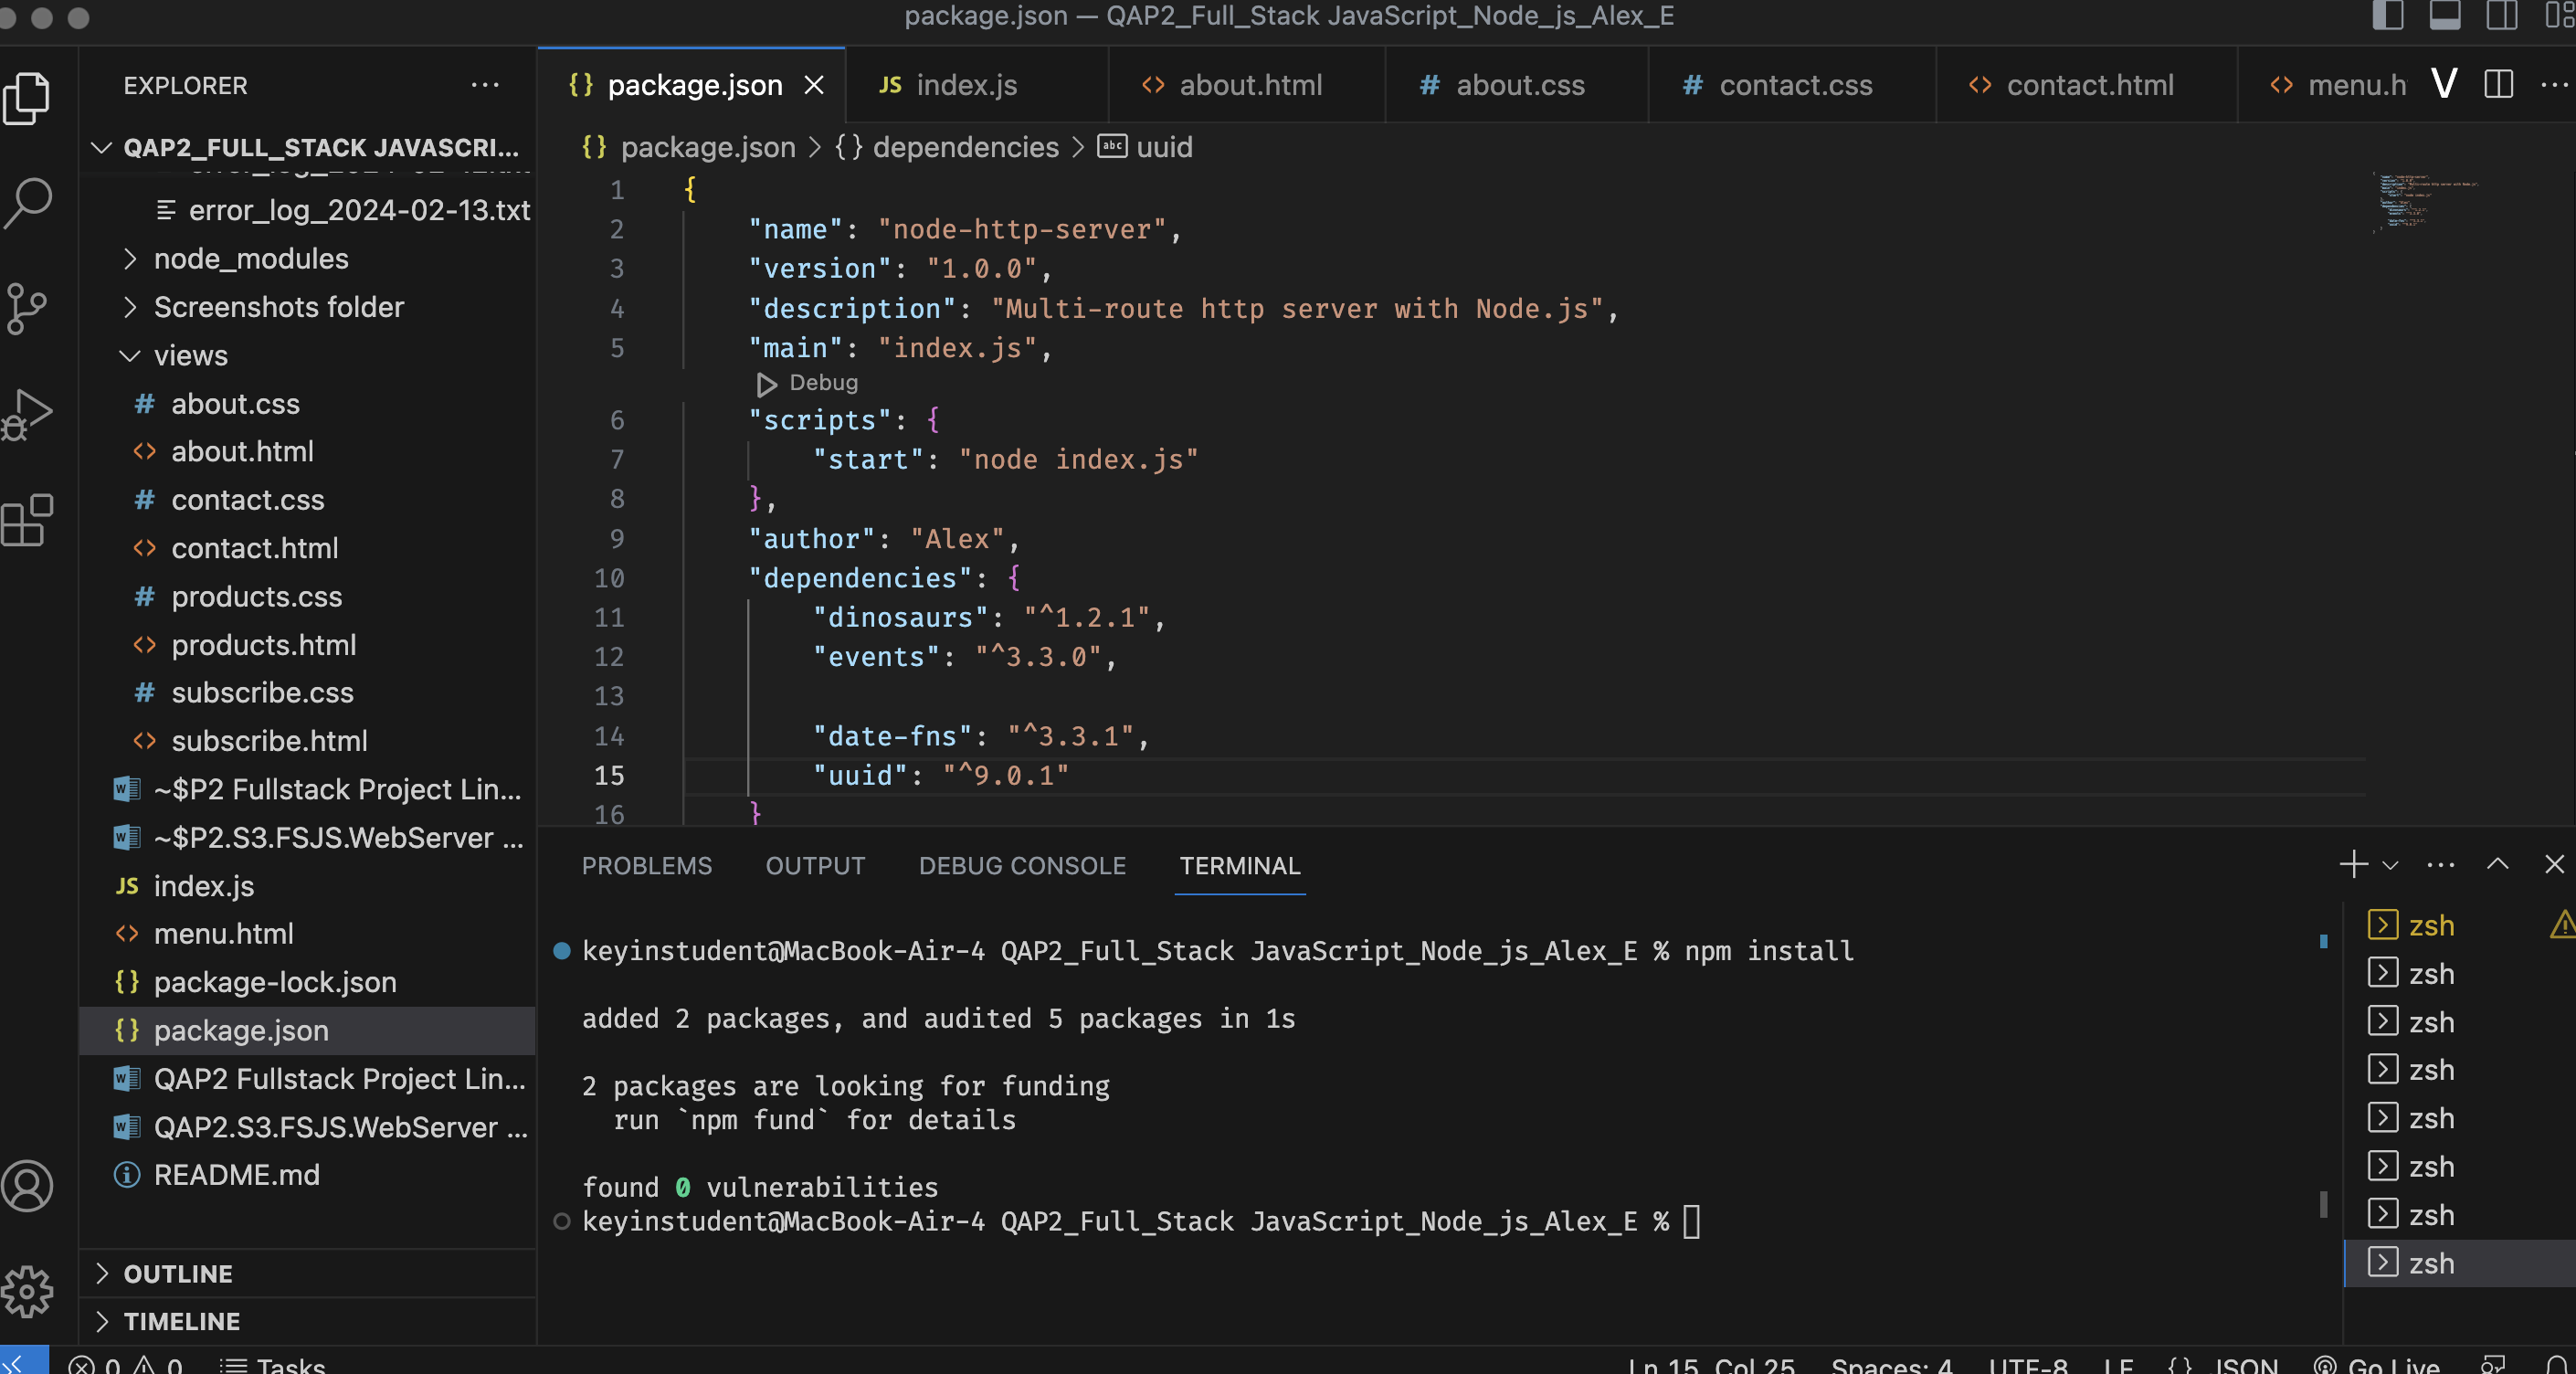 package.json — QAP2_Full_Stack JavaScript_Node_js_Alex_E
EXPLORER
QAP2_FULL_STACK JAVASCRI...
error_log_2024-02-13.txt
node_modules
Screenshots folder
views
# about.css
<> about.html
# contact.css
<> contact.html
# products.css
<> products.html
# subscribe.css
<> subscribe.html
~$P2 Fullstack Project Lin...
~$P2.S3.FSJS.WebServer ...
JS index.js
<> menu.html
{} package-lock.json
{} package.json
QAP2 Fullstack Project Lin...
QAP2.S3.FSJS.WebServer ...
README.md
OUTLINE
TIMELINE
{} package.json
JS index.js
<> about.html
# about.css
# contact.css
<> contact.html
<> menu.h
{} package.json > {} dependencies > abc uuid
1 {
2 "name": "node-http-server",
3 "version": "1.0.0",
4 "description": "Multi-route http server with Node.js",
5 "main": "index.js",
Debug
6 "scripts": {
7 "start": "node index.js"
8 },
9 "author": "Alex",
10 "dependencies": {
11 "dinosaurs": "^1.2.1",
12 "events": "^3.3.0",
13
14 "date-fns": "^3.3.1",
15 "uuid": "^9.0.1"
16 }
PROBLEMS OUTPUT DEBUG CONSOLE TERMINAL
keyinstudent@MacBook-Air-4 QAP2_Full_Stack JavaScript_Node_js_Alex_E % npm install
added 2 packages, and audited 5 packages in 1s
2 packages are looking for funding
run `npm fund` for details
found 0 vulnerabilities
keyinstudent@MacBook-Air-4 QAP2_Full_Stack JavaScript_Node_js_Alex_E %
zsh
zsh
zsh
zsh
zsh
zsh
zsh
zsh
0 0 Tasks
Ln 15, Col 25 Spaces: 4 UTF-8 LF {} JSON Go Live